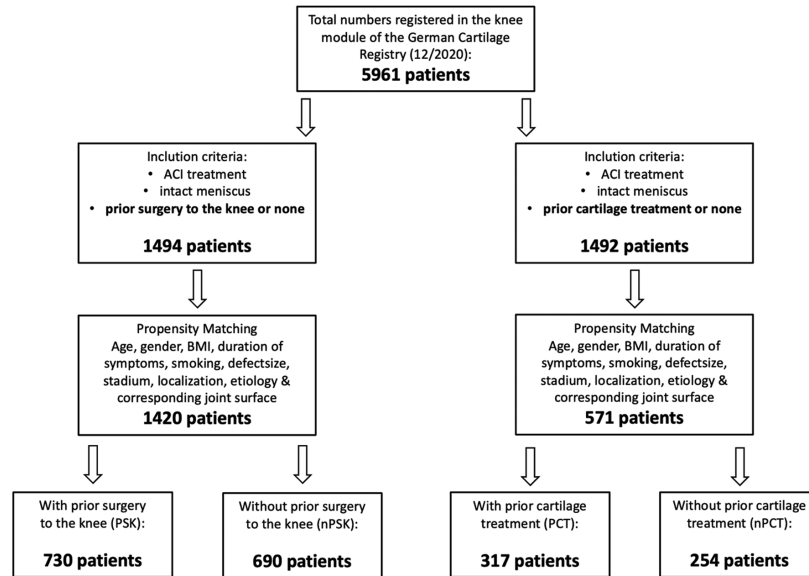 Total numbers registered in the knee
module of the German Cartilage
Registry (12/2020):
5961 patients
Inclution criteria:
• ACI treatment
• intact meniscus
• prior surgery to the knee or none
1494 patients
Inclution criteria:
• ACI treatment
• intact meniscus
• prior cartilage treatment or none
1492 patients
Propensity Matching
Age, gender, BMI, duration of
symptoms, smoking, defectsize,
stadium, localization, etiology &
corresponding joint surface
1420 patients
Propensity Matching
Age, gender, BMI, duration of
symptoms, smoking, defectsize,
stadium, localization, etiology &
corresponding joint surface
571 patients
With prior surgery
to the knee (PSK):
730 patients
Without prior surgery
to the knee (nPSK):
690 patients
With prior cartilage
treatment (PCT):
317 patients
Without prior cartilage
treatment (nPCT):
254 patients